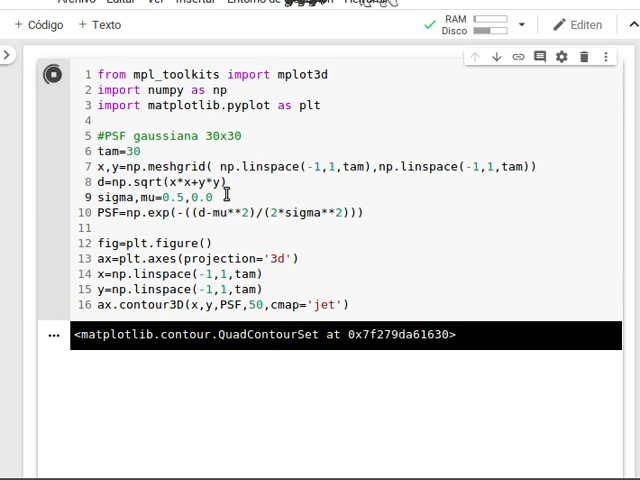 Archivo Editar Ver Insertar Entorno de
+ Código + Texto RAM Disco Editen
1 from mpl_toolkits import mplot3d
2 import numpy as np
3 import matplotlib.pyplot as plt
4
5 #PSF gaussiana 30x30
6 tam=30
7 x,y=np.meshgrid( np.linspace(-1,1,tam),np.linspace(-1,1,tam))
8 d=np.sqrt(x*x+y*y)
9 sigma,mu=0.5,0.0
10 PSF=np.exp(-((d-mu**2)/(2*sigma**2)))
11
12 fig=plt.figure()
13 ax=plt.axes(projection='3d')
14 x=np.linspace(-1,1,tam)
15 y=np.linspace(-1,1,tam)
16 ax.contour3D(x,y,PSF,50,cmap='jet')
<matplotlib.contour.QuadContourSet at 0x7f279da61630>